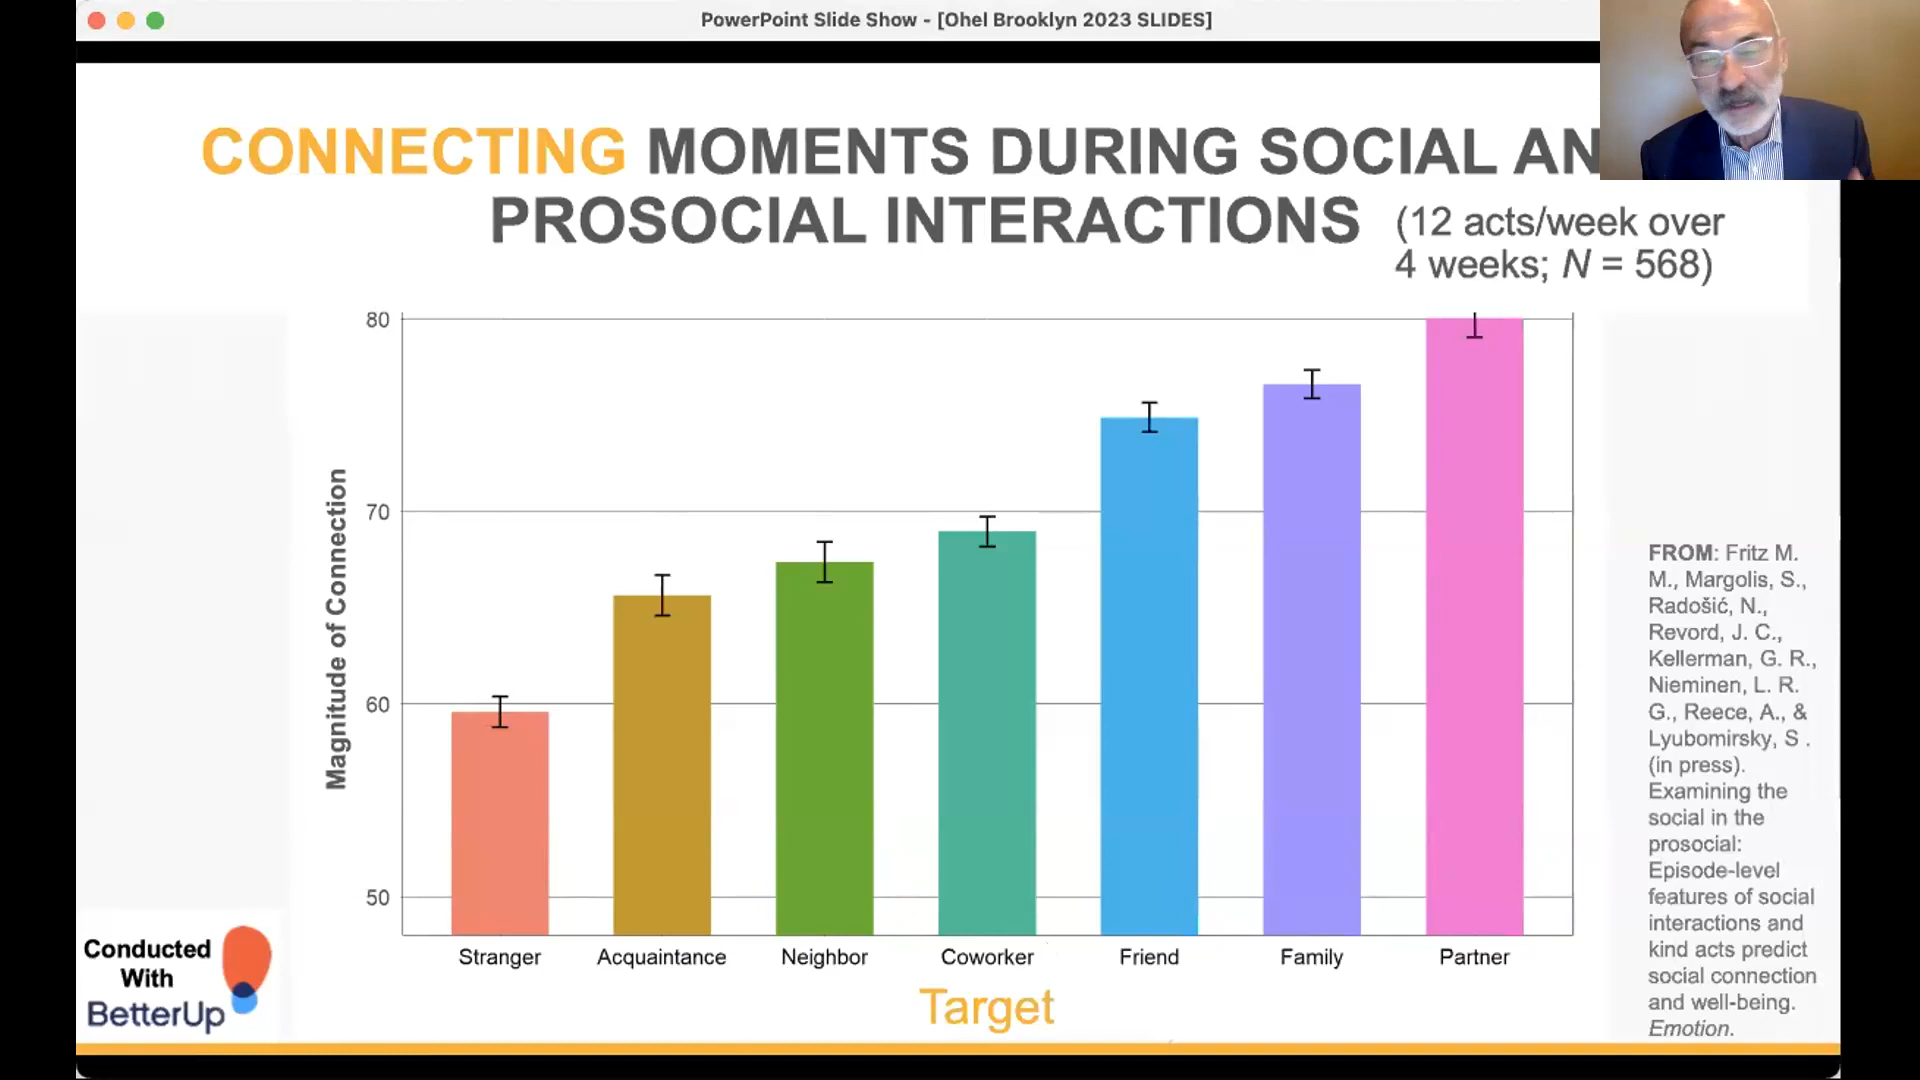 PowerPoint Slide Show - [Ohel Brooklyn 2023 SLIDES]
CONNECTING MOMENTS DURING SOCIAL AN
PROSOCIAL INTERACTIONS
(12 acts/week over
4 weeks; N = 568)
80
70
60
50
Magnitude of Connection
Stranger Acquaintance Neighbor Coworker Friend Family Partner
Target
Conducted
With
BetterUp
FROM: Fritz M.
M., Margolis, S.,
Radošić, N.,
Revord, J. C.,
Kellerman, G. R.,
Nieminen, L. R.
G., Reece, A., &
Lyubomirsky, S .
(in press).
Examining the
social in the
prosocial:
Episode-level
features of social
interactions and
kind acts predict
social connection
and well-being.
Emotion.